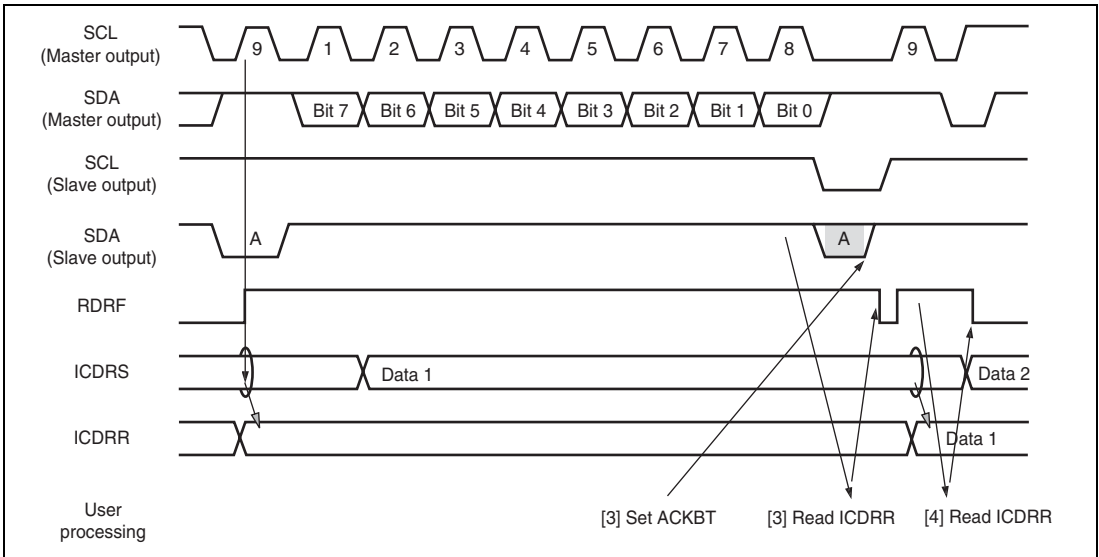 SCL
(Master output)
9 1 2 3 4 5 6 7 8 9
SDA
(Master output)
Bit 7 Bit 6 Bit 5 Bit 4 Bit 3 Bit 2 Bit 1 Bit 0
SCL
(Slave output)
SDA
(Slave output)
A A
RDRF
ICDRS
Data 1 Data 2
ICDRR
Data 1
User
processing
[3] Set ACKBT [3] Read ICDRR [4] Read ICDRR